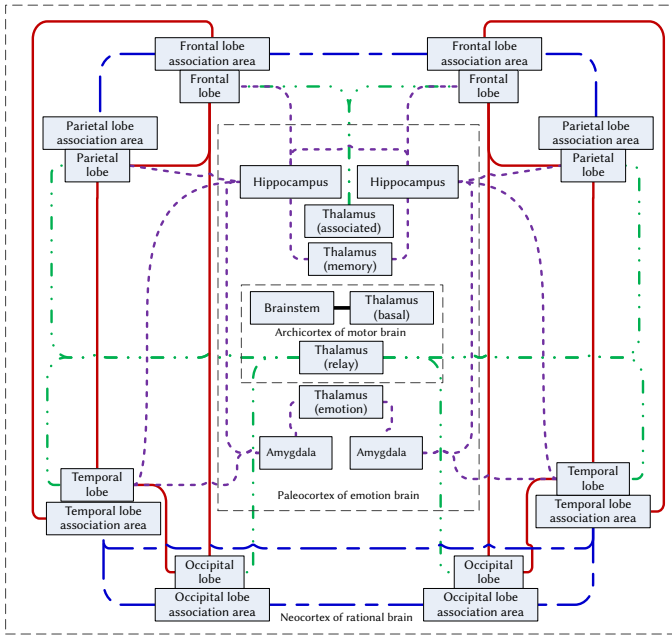 Frontal lobe
association area
Frontal
lobe
Frontal lobe
association area
Frontal
lobe
Parietal lobe
association area
Parietal
lobe
Parietal lobe
association area
Parietal
lobe
Hippocampus
Hippocampus
Thalamus
(associated)
Thalamus
(memory)
Brainstem
Thalamus
(basal)
Archicortex of motor brain
Thalamus
(relay)
Thalamus
(emotion)
Amygdala
Amygdala
Paleocortex of emotion brain
Temporal
lobe
Temporal lobe
association area
Temporal
lobe
Temporal lobe
association area
Occipital
lobe
Occipital lobe
association area
Occipital
lobe
Occipital lobe
association area
Neocortex of rational brain